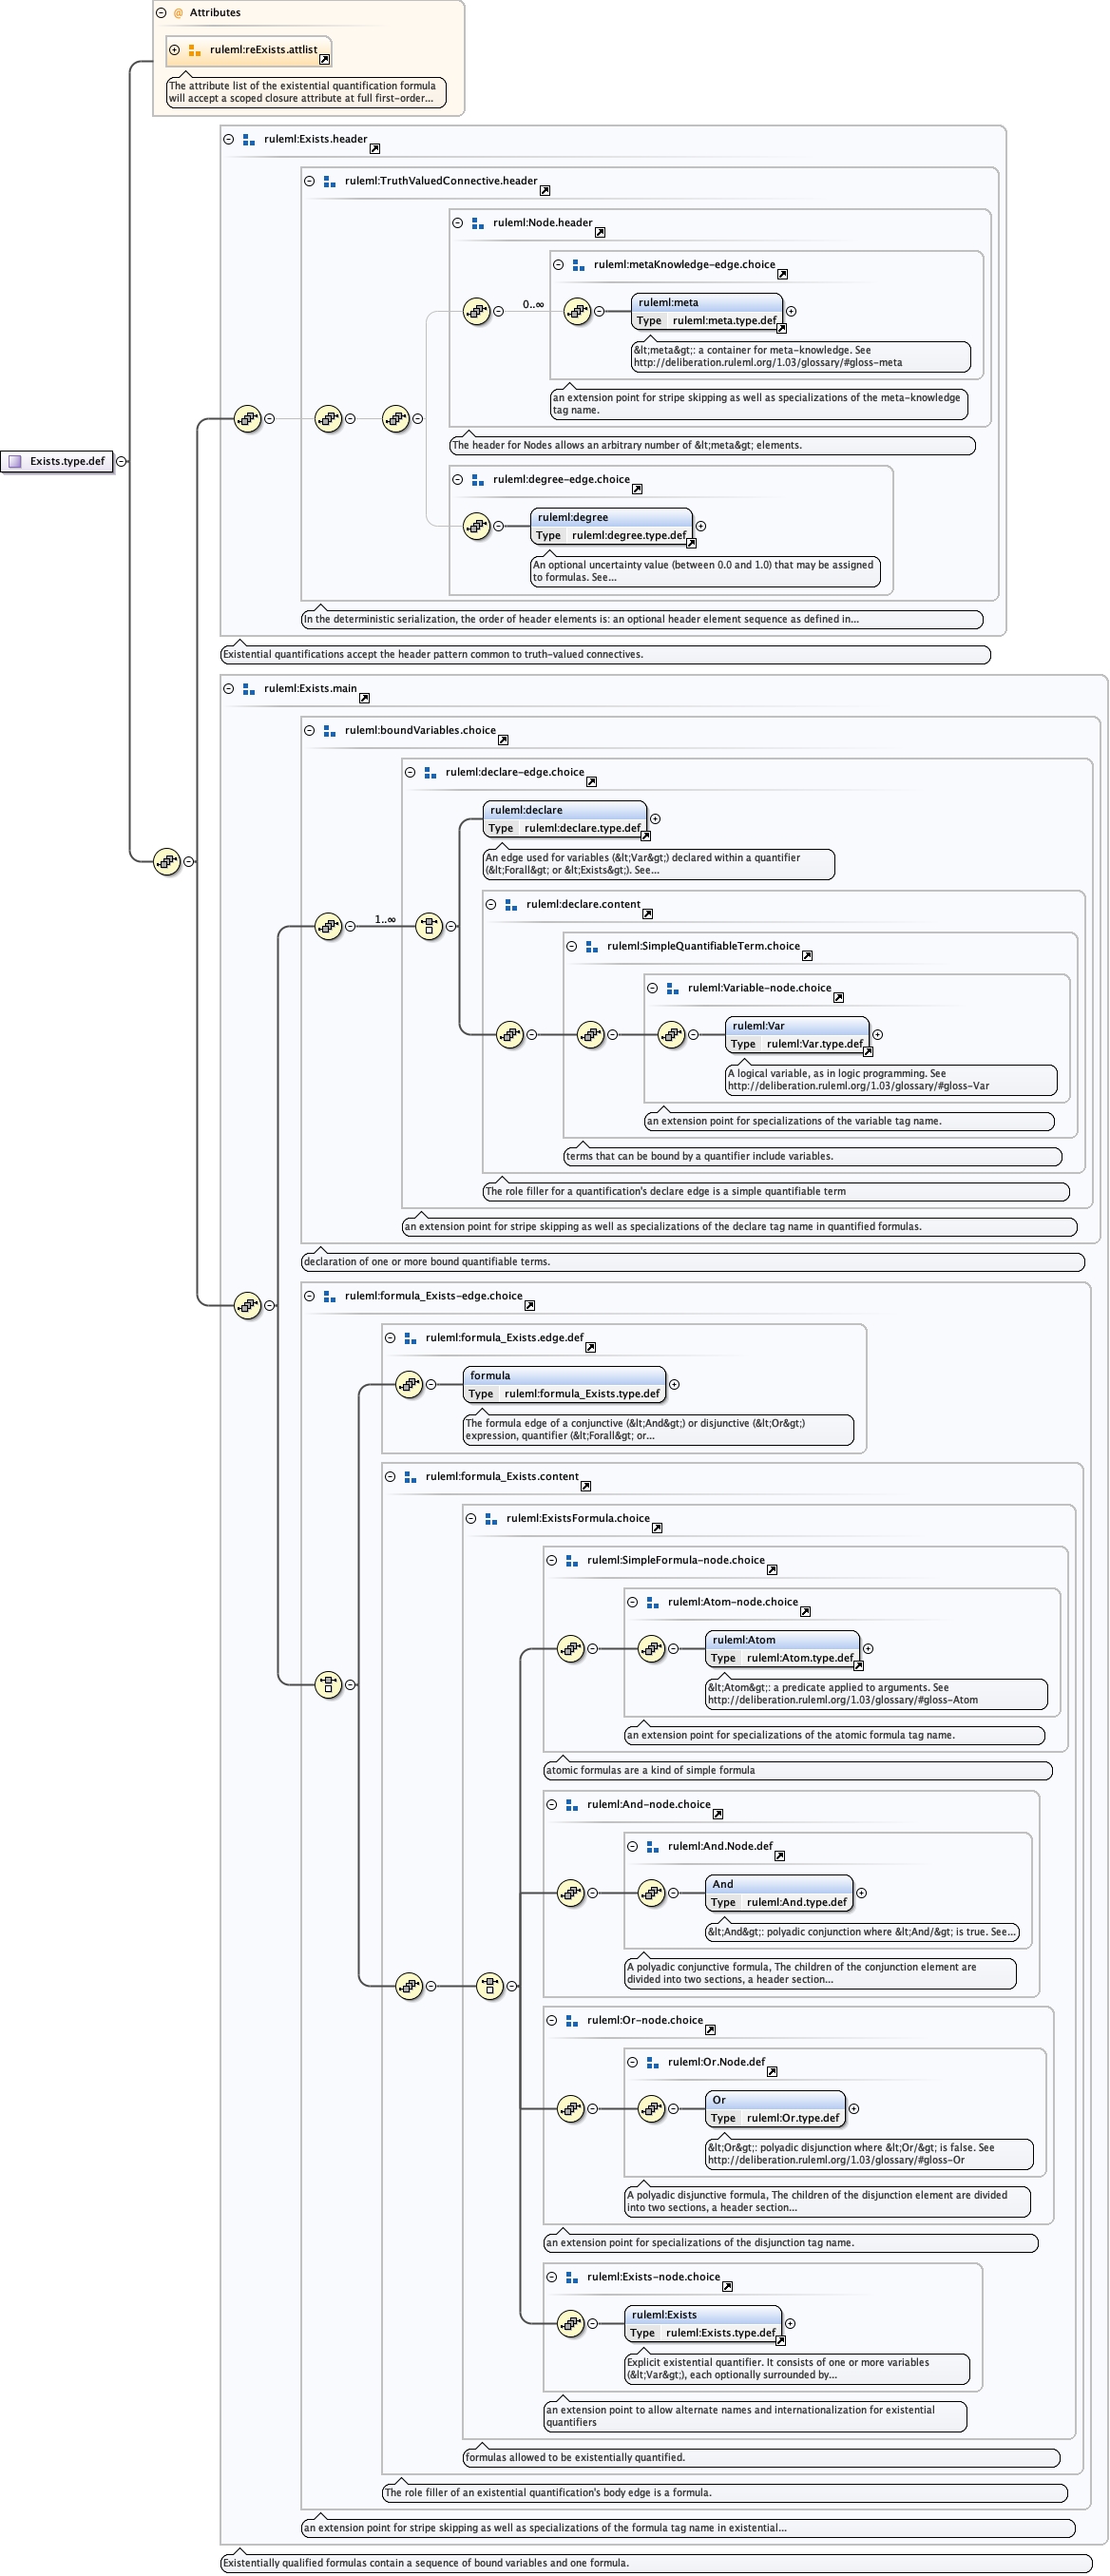 @ Attributes
ruleml:reExists.attlist
The attribute list of the existential quantification formula
will accept a scoped closure attribute at full first-order...
ruleml:Exists.header
ruleml:TruthValuedConnective.header
ruleml:Node.header
ruleml:metaKnowledge-edge.choice
0..∞
ruleml:meta
Type ruleml:meta.type.def
&lt;meta&gt;: a container for meta-knowledge. See
http://deliberation.ruleml.org/1.03/glossary/#gloss-meta
an extension point for stripe skipping as well as specializations of the meta-knowledge
tag name.
The header for Nodes allows an arbitrary number of &lt;meta&gt; elements.
Exists.type.def
ruleml:degree-edge.choice
ruleml:degree
Type ruleml:degree.type.def
An optional uncertainty value (between 0.0 and 1.0) that may be assigned
to formulas. See...
In the deterministic serialization, the order of header elements is: an optional header element sequence as defined in...
Existential quantifications accept the header pattern common to truth-valued connectives.
ruleml:Exists.main
ruleml:boundVariables.choice
ruleml:declare-edge.choice
ruleml:declare
Type ruleml:declare.type.def
An edge used for variables (&lt;Var&gt;) declared within a quantifier
(&lt;Forall&gt; or &lt;Exists&gt;). See...
ruleml:declare.content
1..∞
ruleml:SimpleQuantifiableTerm.choice
ruleml:Variable-node.choice
ruleml:Var
Type ruleml:Var.type.def
A logical variable, as in logic programming. See
http://deliberation.ruleml.org/1.03/glossary/#gloss-Var
an extension point for specializations of the variable tag name.
terms that can be bound by a quantifier include variables.
The role filler for a quantification's declare edge is a simple quantifiable term
an extension point for stripe skipping as well as specializations of the declare tag name in quantified formulas.
declaration of one or more bound quantifiable terms.
ruleml:formula_Exists-edge.choice
ruleml:formula_Exists.edge.def
formula
Type ruleml:formula_Exists.type.def
The formula edge of a conjunctive (&lt;And&gt;) or disjunctive (&lt;Or&gt;)
expression, quantifier (&lt;Forall&gt; or...
ruleml:formula_Exists.content
ruleml:ExistsFormula.choice
ruleml:SimpleFormula-node.choice
ruleml:Atom-node.choice
ruleml:Atom
Type ruleml:Atom.type.def
&lt;Atom&gt;: a predicate applied to arguments. See
http://deliberation.ruleml.org/1.03/glossary/#gloss-Atom
an extension point for specializations of the atomic formula tag name.
atomic formulas are a kind of simple formula
ruleml:And-node.choice
ruleml:And.Node.def
And
Type ruleml:And.type.def
&lt;And&gt;: polyadic conjunction where &lt;And/&gt; is true. See...
A polyadic conjunctive formula, The children of the conjunction element are
divided into two sections, a header section...
ruleml:Or-node.choice
ruleml:Or.Node.def
Or
Type ruleml:Or.type.def
&lt;Or&gt;: polyadic disjunction where &lt;Or/&gt; is false. See
http://deliberation.ruleml.org/1.03/glossary/#gloss-Or
A polyadic disjunctive formula, The children of the disjunction element are divided
into two sections, a header section...
an extension point for specializations of the disjunction tag name.
ruleml:Exists-node.choice
ruleml:Exists
Type ruleml:Exists.type.def
Explicit existential quantifier. It consists of one or more variables
(&lt;Var&gt;), each optionally surrounded by...
an extension point to allow alternate names and internationalization for existential
quantifiers
formulas allowed to be existentially quantified.
The role filler of an existential quantification's body edge is a formula.
an extension point for stripe skipping as well as specializations of the formula tag name in existential...
Existentially qualified formulas contain a sequence of bound variables and one formula.